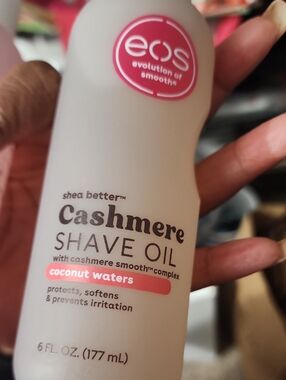 eos
evolution of
smooth®
shea better™
Cashmere
SHAVE OIL
with cashmere smooth™ complex
coconut waters
protects, softens
& prevents irritation
6 FL. OZ. (177 mL)